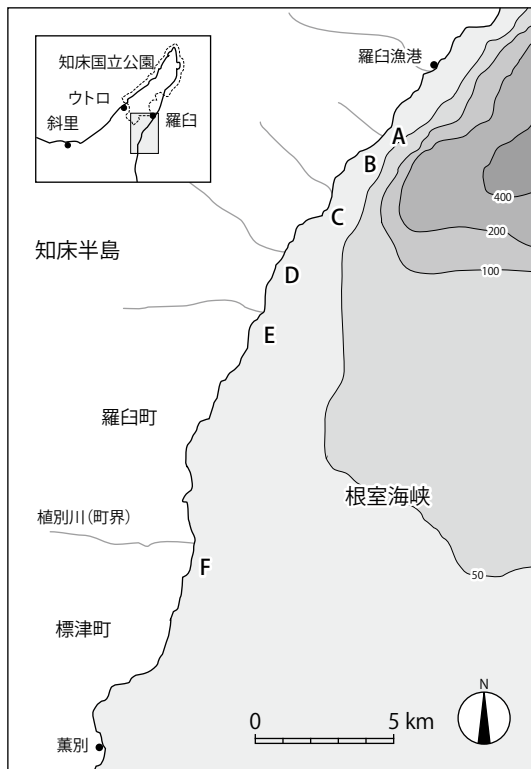 知床国立公園
ウトロ
斜里
羅臼
羅臼漁港
A
B
C
D
E
F
400
200
100
50
知床半島
羅臼町
根室海峡
植別川（町界）
標津町
薫別
N
0 5 km